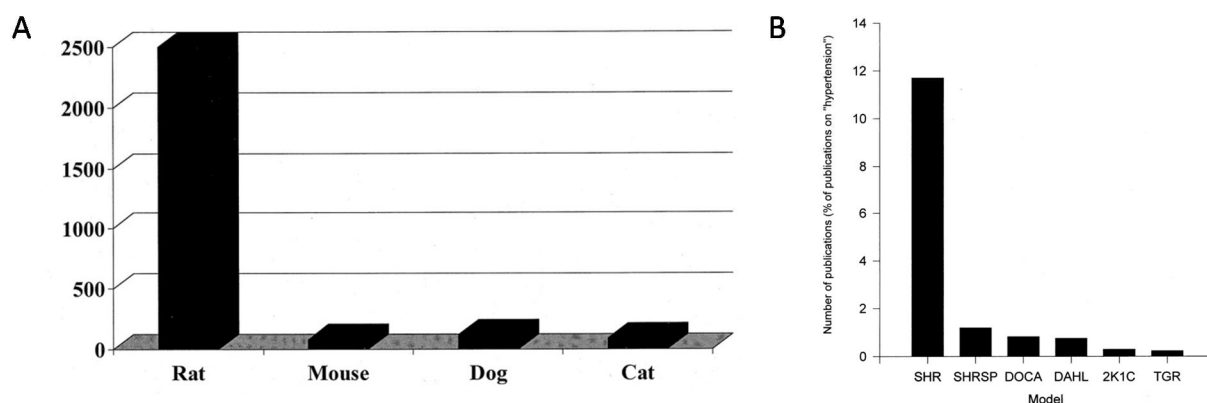 A
2500
2000
1500
1000
500
0
Rat Mouse Dog Cat
B
Number of publications (% of publications on "hypertension")
14
12
10
8
6
4
2
0
SHR SHRSP DOCA DAHL 2K1C TGR
Model